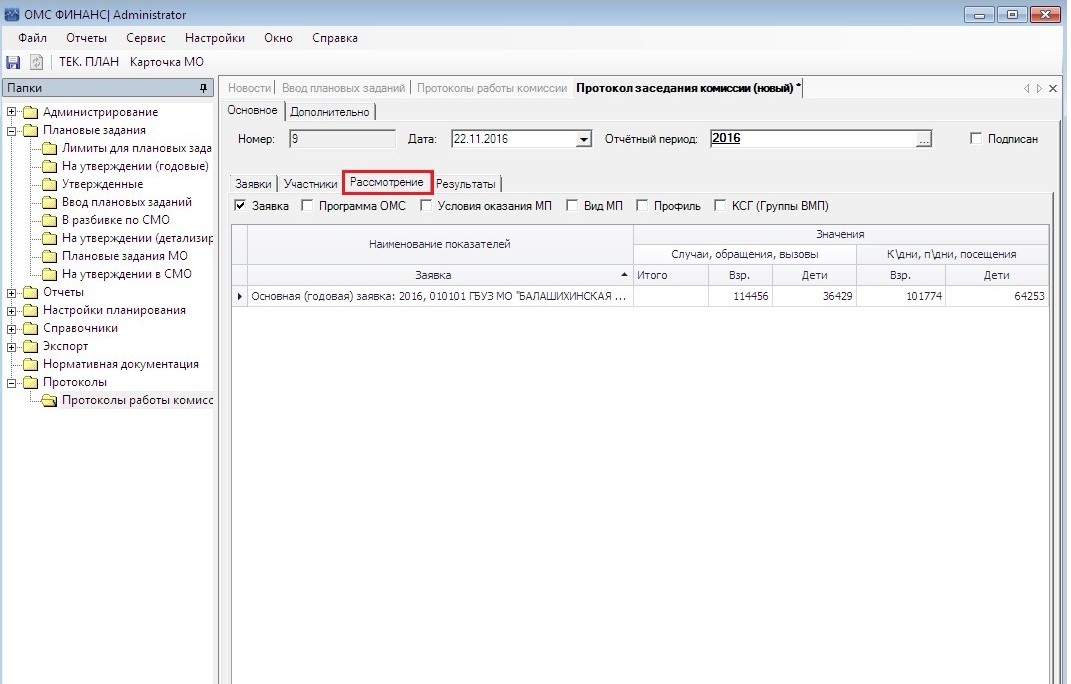 ОМС ФИНАНС| Administrator
Файл Отчеты Сервис Настройки Окно Справка
ТЕК. ПЛАН Карточка МО
Папки
Администрирование
Плановые задания
Лимиты для плановых зада
На утверждении (годовые)
Утвержденные
Ввод плановых заданий
В разбивке по СМО
На утверждении (детализир
Плановые задания МО
На утверждении в СМО
Отчеты
Настройки планирования
Справочники
Экспорт
Нормативная документация
Протоколы
Протоколы работы комисс
Новости Ввод плановых заданий Протоколы работы комиссии Протокол заседания комиссии (новый) *
Основное Дополнительно
Номер: 9 Дата: 22.11.2016 Отчётный период: 2016 ... Подписан
Заявки Участники Рассмотрение Результаты
Заявка Программа ОМС Условия оказания МП Вид МП Профиль КСГ (Группы ВМП)
Наименование показателей Значения
Случаи, обращения, вызовы К\дни, п\дни, посещения
Заявка Итого Взр. Дети Взр. Дети
Основная (годовая) заявка: 2016, 010101 ГБУЗ МО "БАЛАШИХИНСКАЯ ... 114456 36429 101774 64253